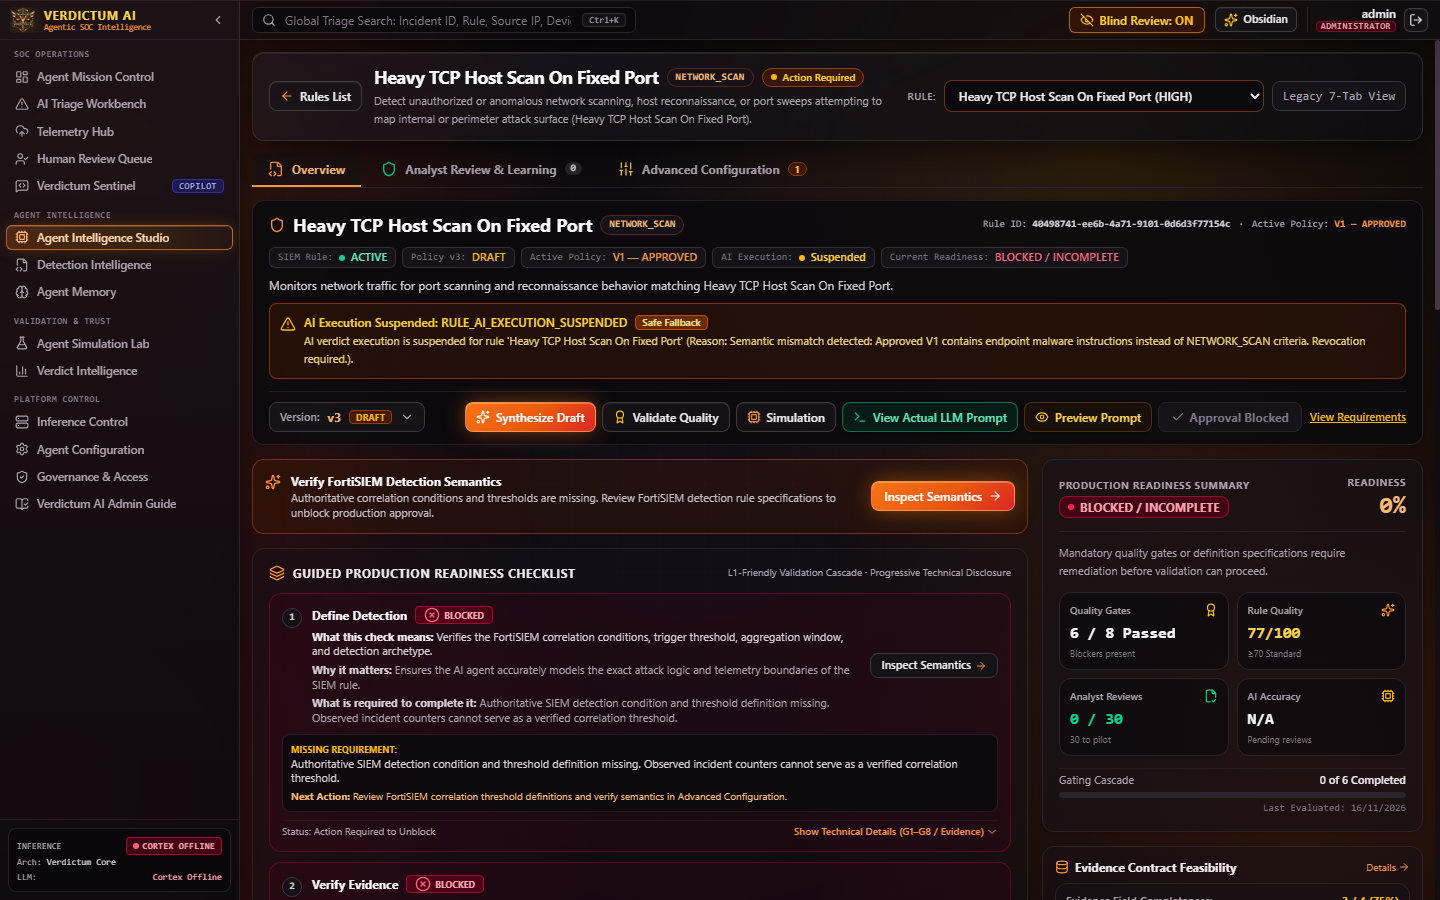 VERDICTUM AI
Agentic SOC Intelligence
SOC OPERATIONS
Agent Mission Control
AI Triage Workbench
Telemetry Hub
Human Review Queue
Verdictum Sentinel
COPILOT
AGENT INTELLIGENCE
Agent Intelligence Studio
Detection Intelligence
Agent Memory
VALIDATION & TRUST
Agent Simulation Lab
Verdict Intelligence
PLATFORM CONTROL
Inference Control
Agent Configuration
Governance & Access
Verdictum AI Admin Guide
INFERENCE
CORTEX OFFLINE
Arch: Verdictum Core
LLM:
Cortex Offline
Global Triage Search: Incident ID, Rule, Source IP, Devi
Ctrl+K
Blind Review: ON
Obsidian
admin
ADMINISTRATOR
Rules List
Heavy TCP Host Scan On Fixed Port
NETWORK_SCAN
Action Required
Detect unauthorized or anomalous network scanning, host reconnaissance, or port sweeps attempting to
map internal or perimeter attack surface (Heavy TCP Host Scan On Fixed Port).
RULE:
Heavy TCP Host Scan On Fixed Port (HIGH)
Legacy 7-Tab View
Overview
Analyst Review & Learning
0
Advanced Configuration
1
Heavy TCP Host Scan On Fixed Port
NETWORK_SCAN
Rule ID: 40498741-ee6b-4a71-9101-0d6d3f77154c · Active Policy: V1 — APPROVED
SIEM Rule: ACTIVE
Policy v3: DRAFT
Active Policy: V1 — APPROVED
AI Execution: Suspended
Current Readiness: BLOCKED / INCOMPLETE
Monitors network traffic for port scanning and reconnaissance behavior matching Heavy TCP Host Scan On Fixed Port.
AI Execution Suspended: RULE_AI_EXECUTION_SUSPENDED
Safe Fallback
AI verdict execution is suspended for rule 'Heavy TCP Host Scan On Fixed Port' (Reason: Semantic mismatch detected: Approved V1 contains endpoint malware instructions instead of NETWORK_SCAN criteria. Revocation
required.).
Version: v3 DRAFT
Synthesize Draft
Validate Quality
Simulation
View Actual LLM Prompt
Preview Prompt
Approval Blocked
View Requirements
Verify FortiSIEM Detection Semantics
Authoritative correlation conditions and thresholds are missing. Review FortiSIEM detection rule specifications to
unblock production approval.
Inspect Semantics
GUIDED PRODUCTION READINESS CHECKLIST
L1-Friendly Validation Cascade · Progressive Technical Disclosure
1
Define Detection
BLOCKED
What this check means: Verifies the FortiSIEM correlation conditions, trigger threshold, aggregation window,
and detection archetype.
Why it matters: Ensures the AI agent accurately models the exact attack logic and telemetry boundaries of the
SIEM rule.
What is required to complete it: Authoritative SIEM detection condition and threshold definition missing.
Observed incident counters cannot serve as a verified correlation threshold.
Inspect Semantics
MISSING REQUIREMENT:
Authoritative SIEM detection condition and threshold definition missing. Observed incident counters cannot serve as a verified correlation
threshold.
Next Action: Review FortiSIEM correlation threshold definitions and verify semantics in Advanced Configuration.
Status: Action Required to Unblock
Show Technical Details (G1–G8 / Evidence)
2
Verify Evidence
BLOCKED
PRODUCTION READINESS SUMMARY
BLOCKED / INCOMPLETE
READINESS
0%
Mandatory quality gates or definition specifications require
remediation before validation can proceed.
Quality Gates
6 / 8 Passed
Blockers present
Rule Quality
77/100
≥70 Standard
Analyst Reviews
0 / 30
30 to pilot
AI Accuracy
N/A
Pending reviews
Gating Cascade
0 of 6 Completed
Last Evaluated: 16/11/2026
Evidence Contract Feasibility
Details
Evidence Field Completeness:
3 / 4 (75%)